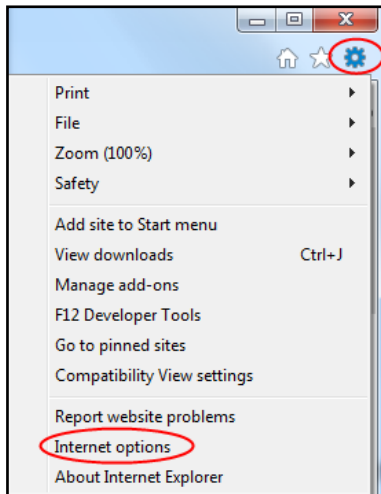 Print
File
Zoom (100%)
Safety
Add site to Start menu
View downloads Ctrl+J
Manage add-ons
F12 Developer Tools
Go to pinned sites
Compatibility View settings
Report website problems
Internet options
About Internet Explorer